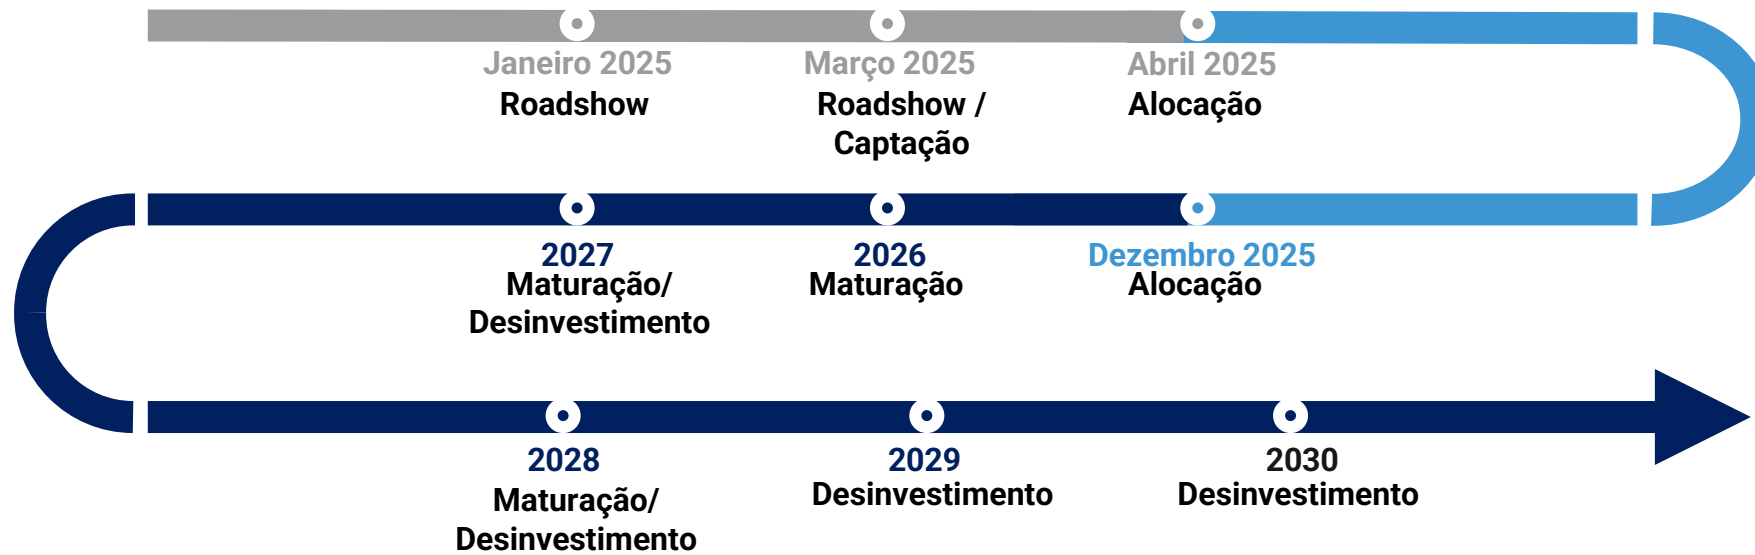 Janeiro 2025
Roadshow
Março 2025
Roadshow /
Captação
Abril 2025
Alocação
2027
Maturação/
Desinvestimento
2026
Maturação
Dezembro 2025
Alocação
2028
Maturação/
Desinvestimento
2029
Desinvestimento
2030
Desinvestimento